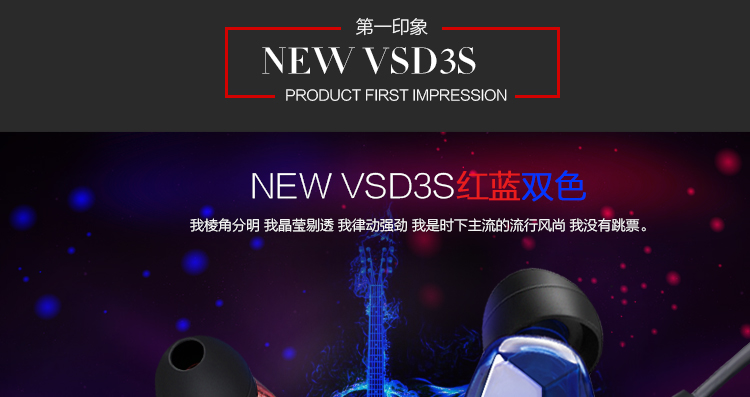 第一印象
NEW VSD3S
PRODUCT FIRST IMPRESSION
NEW VSD3S红蓝双色
我棱角分明 我晶莹剔透 我律动强劲 我是时下主流的流行风尚 我没有跳票。